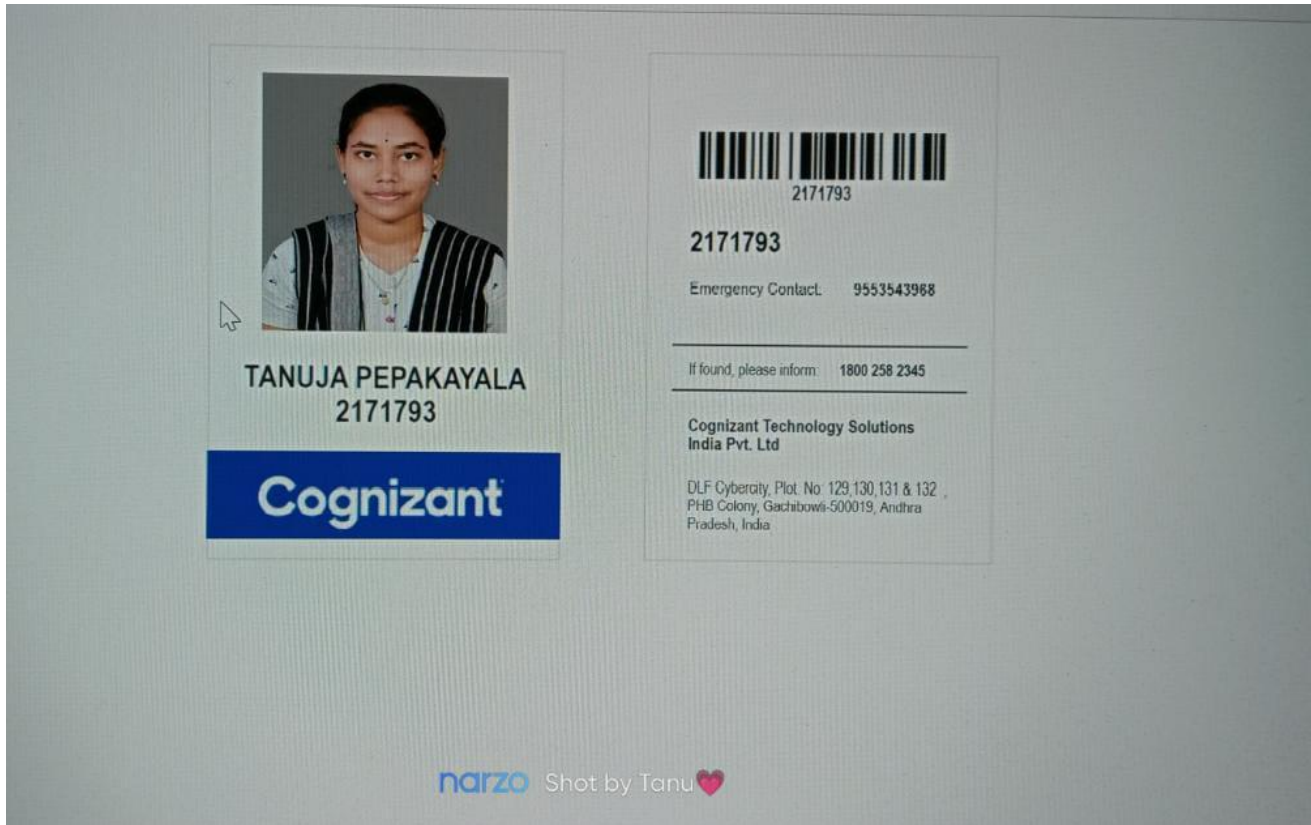 TANUJA PEPAKAYALA
2171793
Cognizant
2171793
2171793
Emergency Contact: 9553543968
If found, please inform: 1800 258 2345
Cognizant Technology Solutions
India Pvt. Ltd
DLF Cybercity, Plot. No: 129,130,131 & 132 ,
PHB Colony, Gachibowli-500019, Andhra
Pradesh, India
narzo Shot by Tanu💗